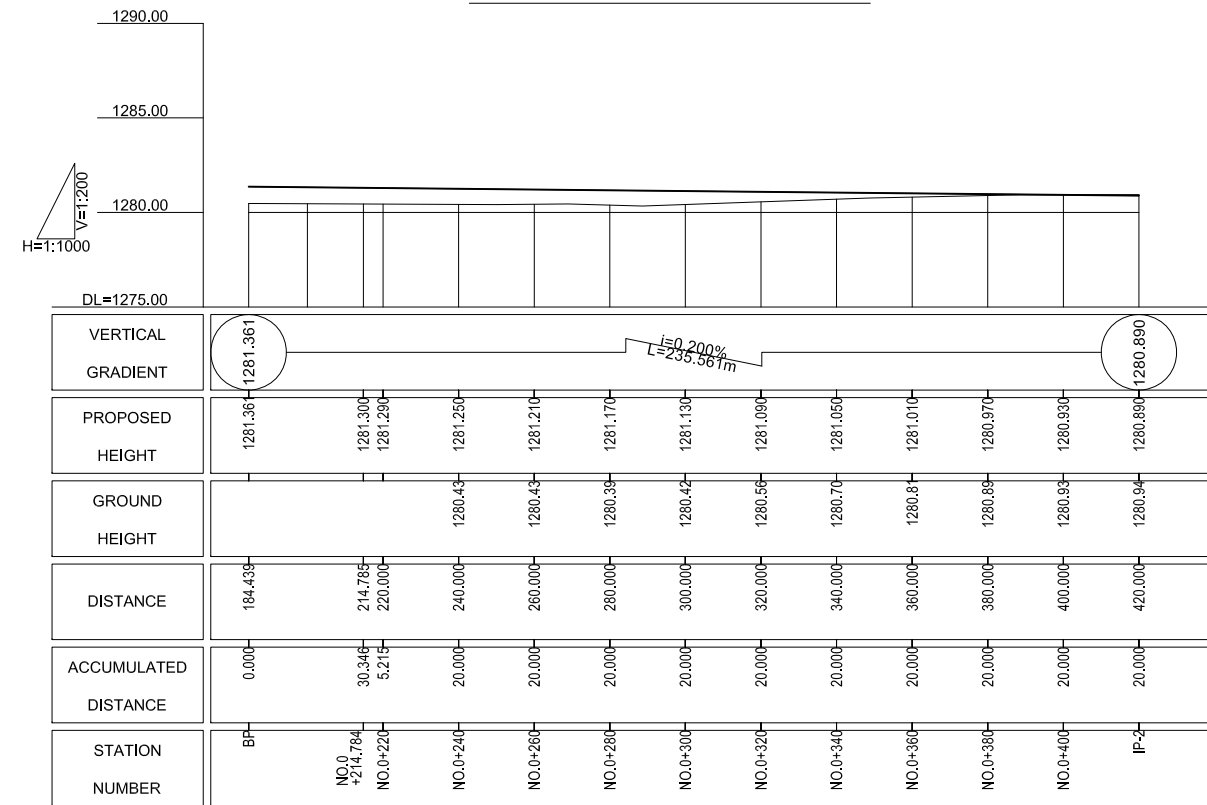 1290.00
1285.00
1280.00
V=1:200
H=1:1000
DL=1275.00
VERTICAL
GRADIENT
1281.361
i=0.200%
L=235.561m
1280.890
PROPOSED
HEIGHT
1281.361
1281.300
1281.290
1281.250
1281.210
1281.170
1281.130
1281.090
1281.050
1281.010
1280.970
1280.930
1280.890
GROUND
HEIGHT
1280.43
1280.43
1280.39
1280.42
1280.56
1280.70
1280.81
1280.89
1280.93
1280.94
DISTANCE
184.439
214.785
220.000
240.000
260.000
280.000
300.000
320.000
340.000
360.000
380.000
400.000
420.000
ACCUMULATED
DISTANCE
0.000
30.346
5.215
20.000
20.000
20.000
20.000
20.000
20.000
20.000
20.000
20.000
20.000
STATION
NUMBER
BP
NO.0
+214.784
NO.0+220
NO.0+240
NO.0+260
NO.0+280
NO.0+300
NO.0+320
NO.0+340
NO.0+360
NO.0+380
NO.0+400
IP-2